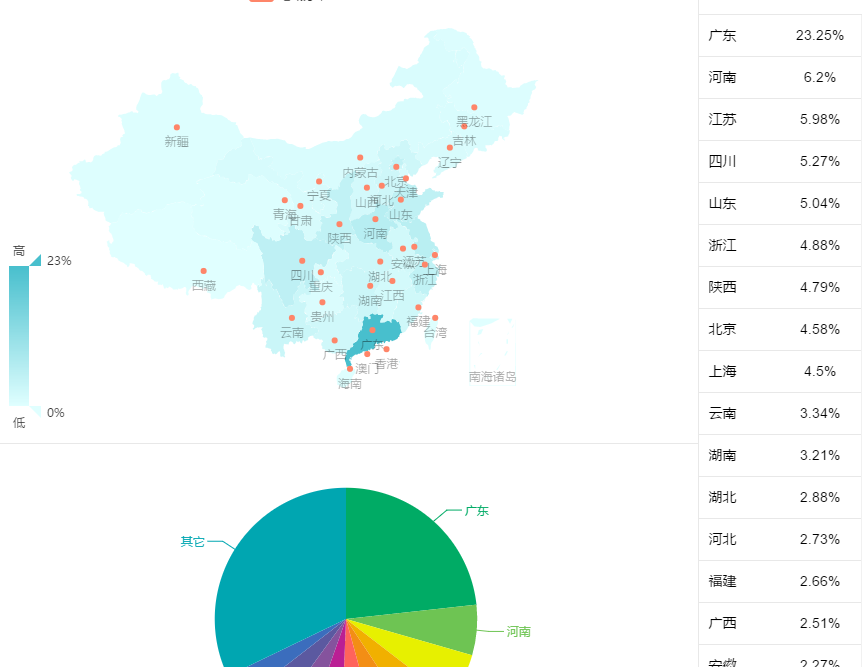 黑龙江
吉林
新疆
辽宁
内蒙古
北京
天津
宁夏
山西
河北
青海
甘肃
山东
陕西
河南
高
23%
安徽
江苏
上海
四川
湖北
西藏
重庆
浙江
湖南
江西
贵州
福建
云南
台湾
广东
广西
香港
澳门
南海诸岛
海南
0%
低
广东
其它
河南
广东 23.25%
河南 6.2%
江苏 5.98%
四川 5.27%
山东 5.04%
浙江 4.88%
陕西 4.79%
北京 4.58%
上海 4.5%
云南 3.34%
湖南 3.21%
湖北 2.88%
河北 2.73%
福建 2.66%
广西 2.51%
安徽 2.27%